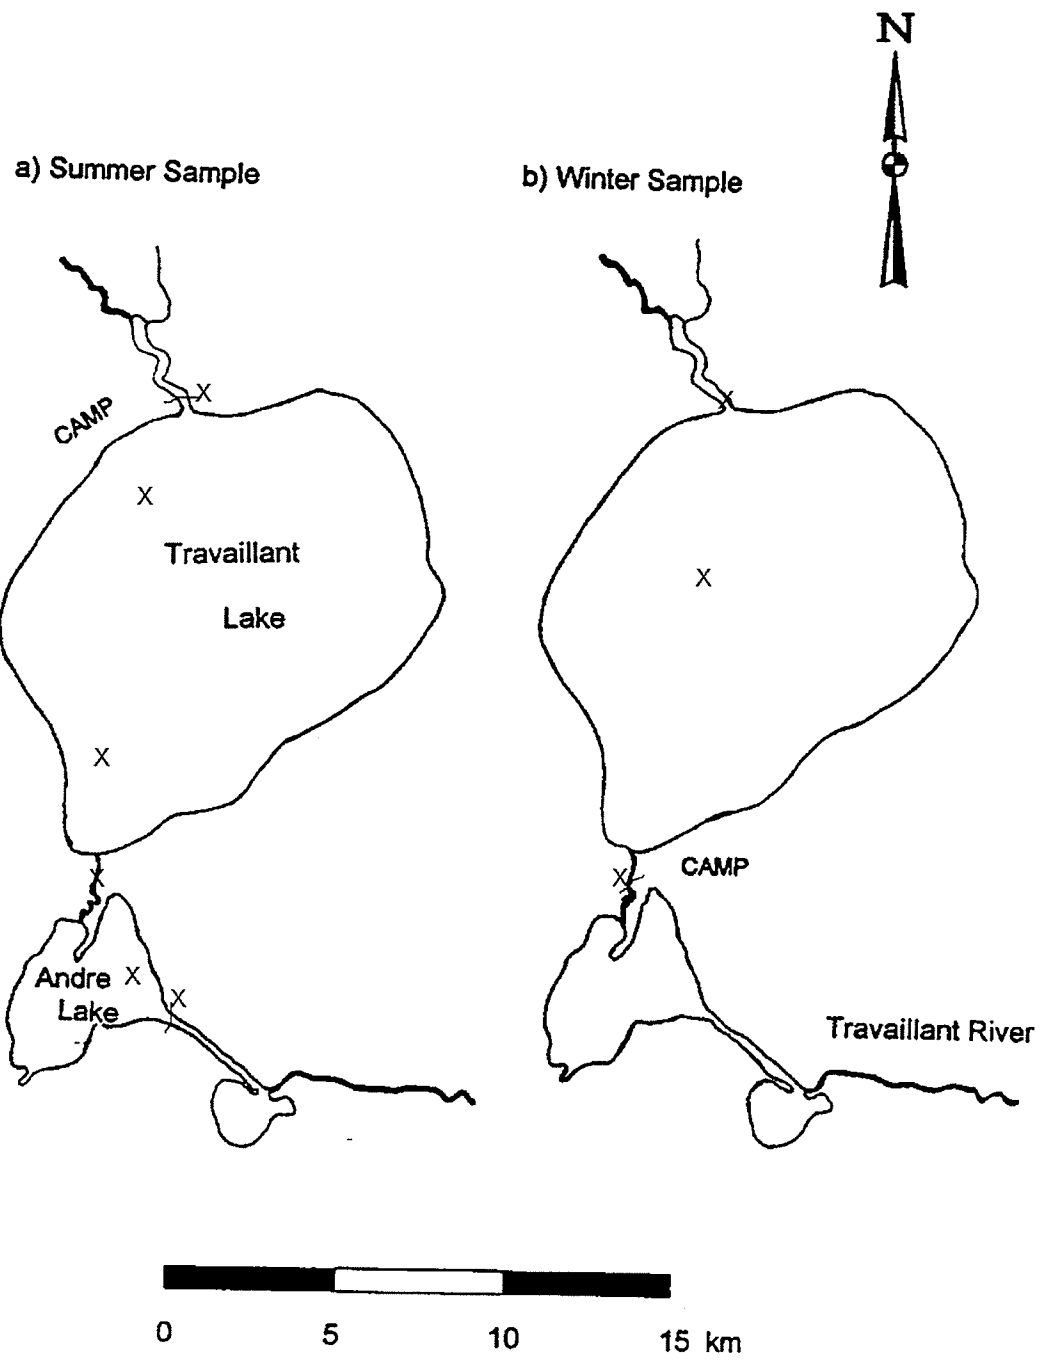 N
a) Summer Sample
b) Winter Sample
X
X
CAMP
X
Travaillant
Lake
X
X
X
CAMP
X
Andre
X
X
Lake
Travaillant River
0 5 10 15 km